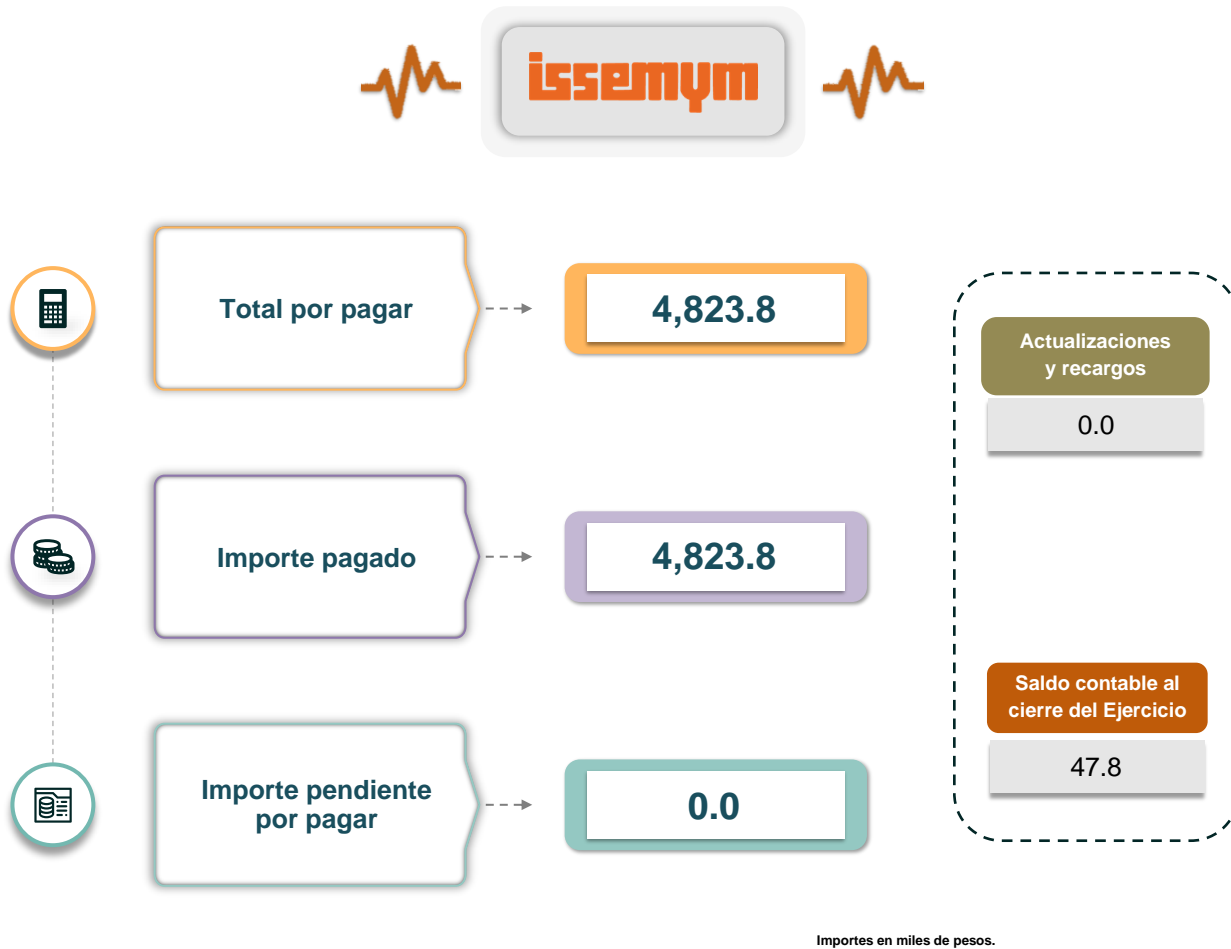 issemym
Total por pagar
4,823.8
Importe pagado
4,823.8
Importe pendiente
por pagar
0.0
Actualizaciones
y recargos
0.0
Saldo contable al
cierre del Ejercicio
47.8
Importes en miles de pesos.